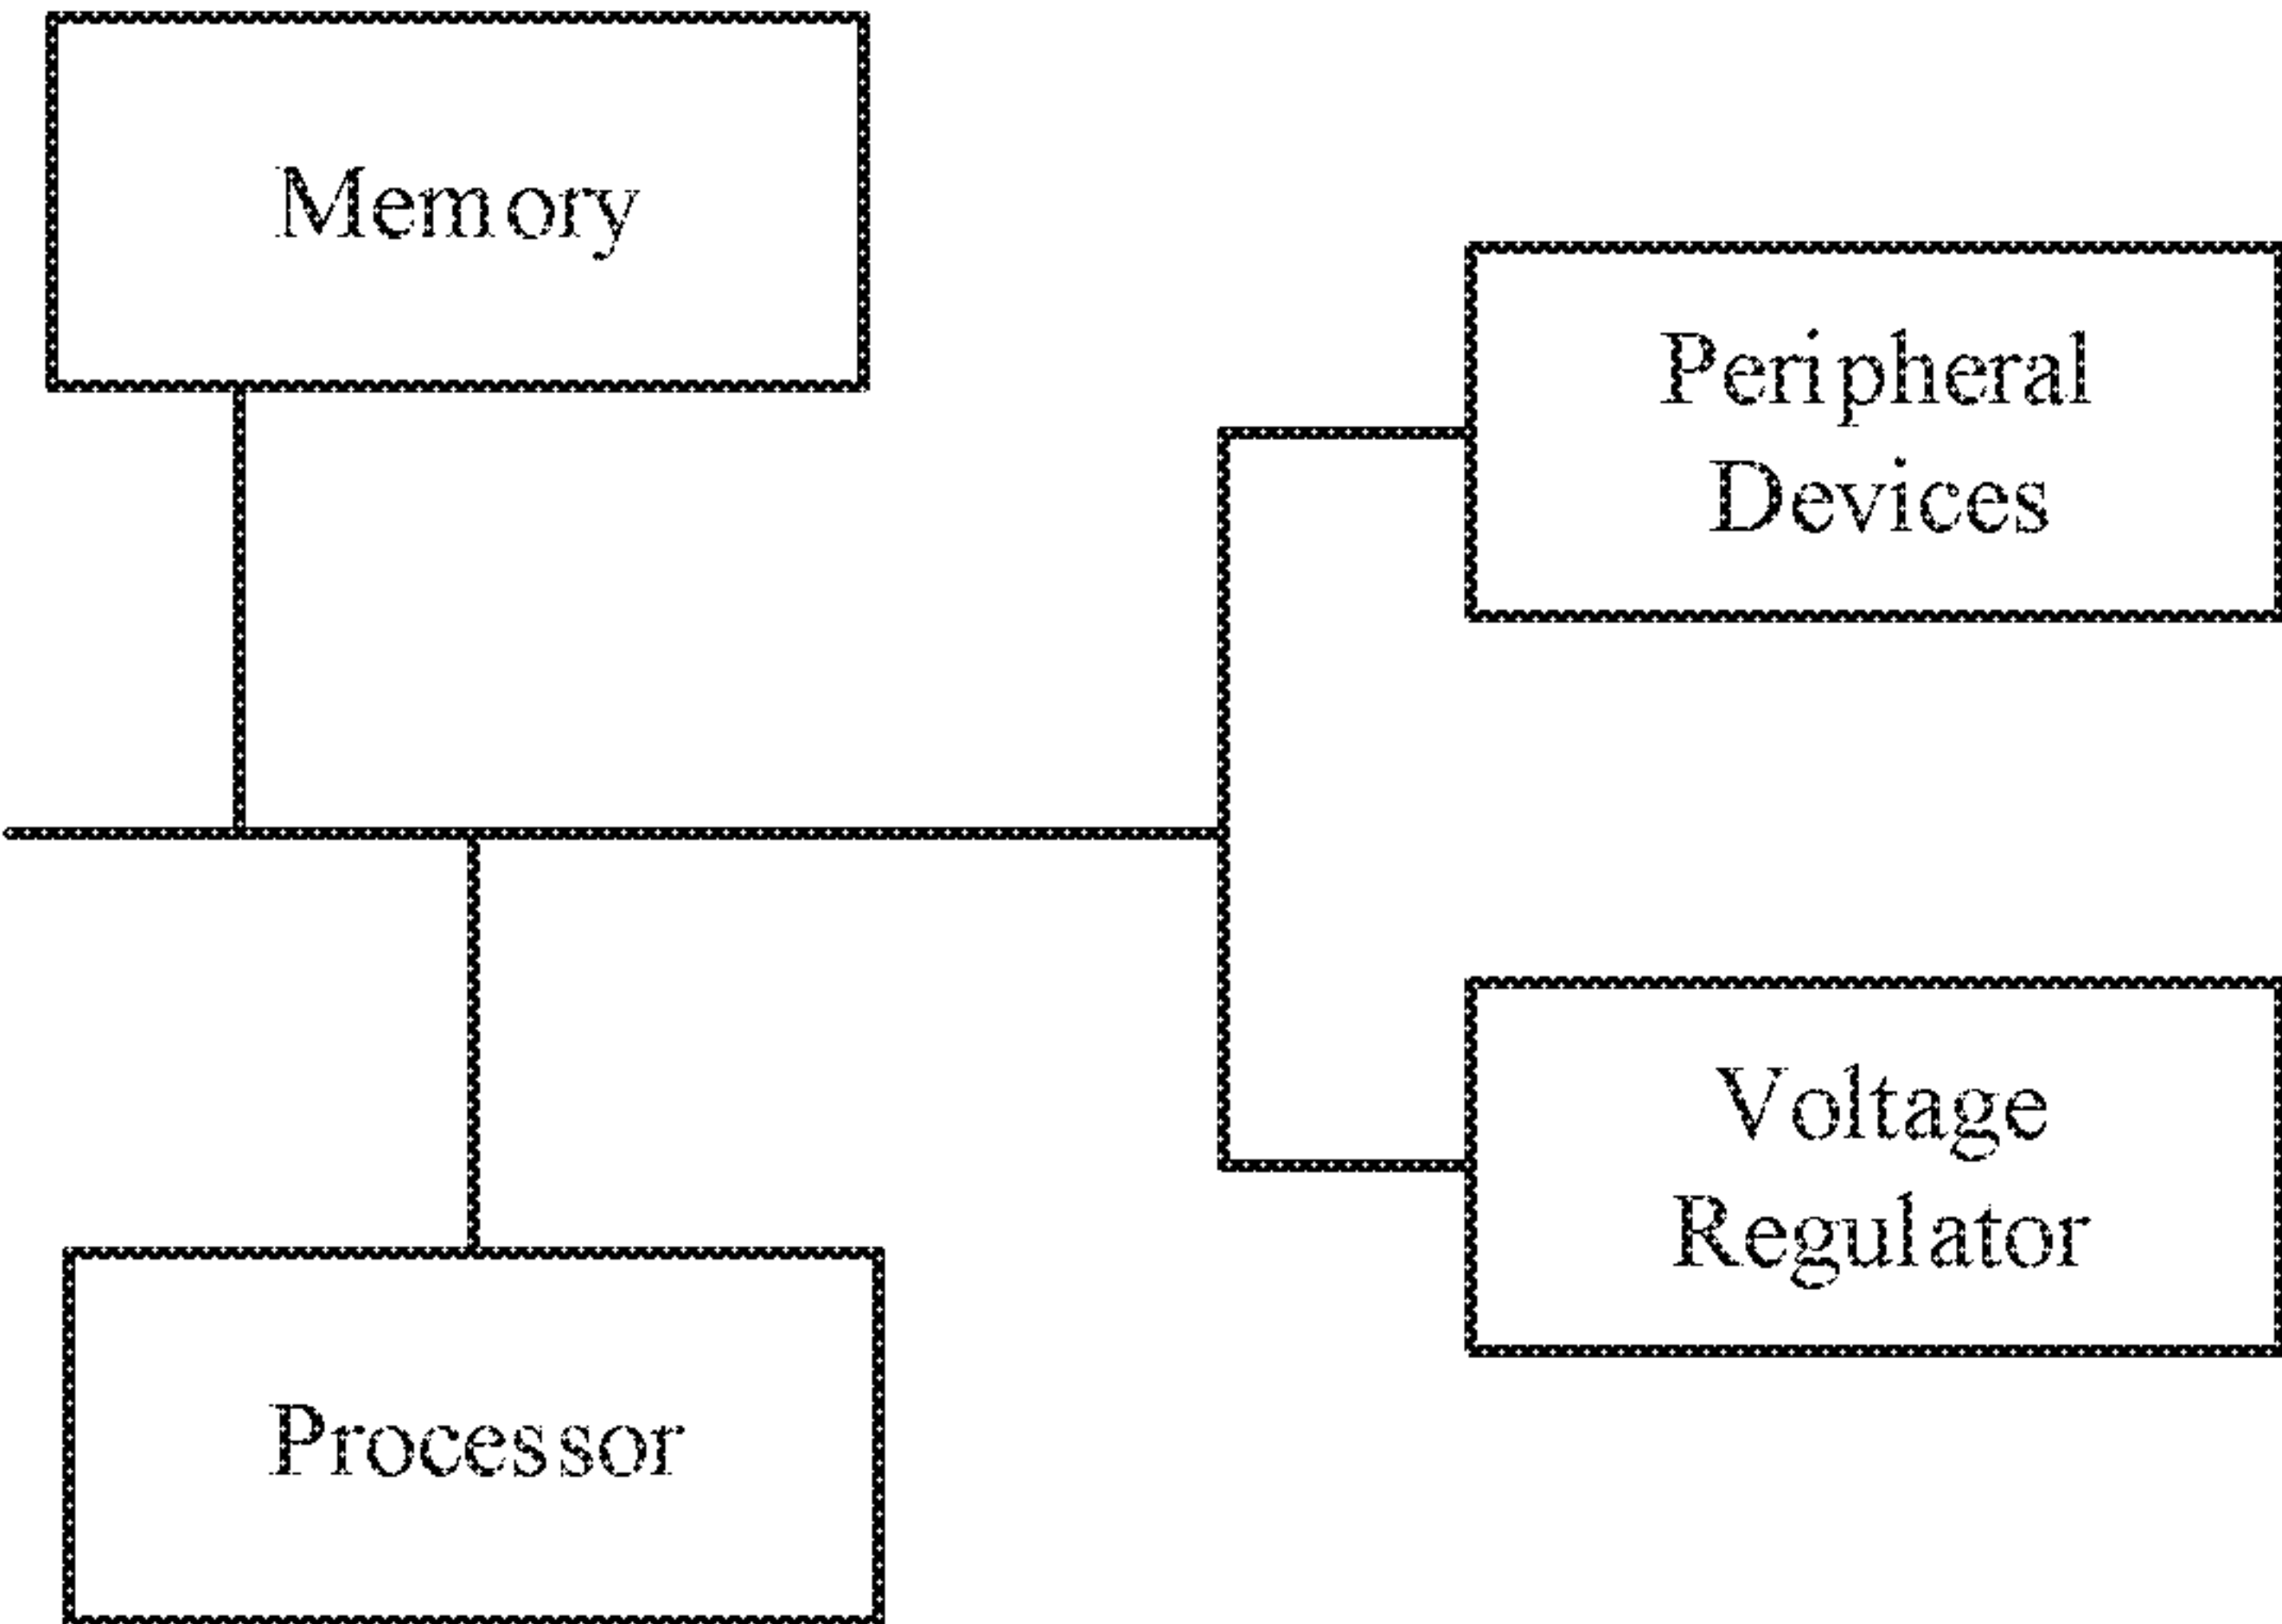 Memory
Peripheral
Devices
Voltage
Regulator
Processor